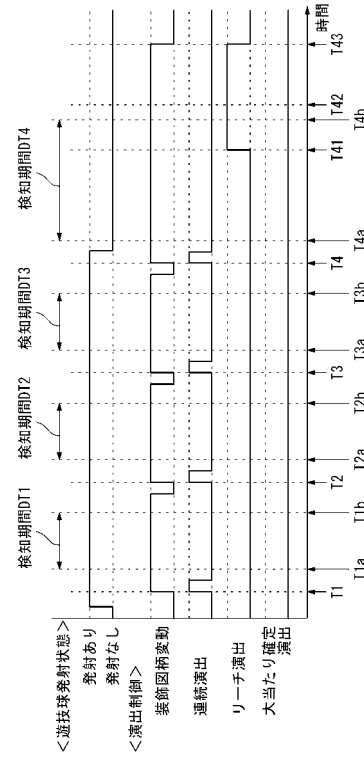 検知期間DT1
検知期間DT2
検知期間DT3
検知期間DT4
<遊技球発射状態>
発射あり
発射なし
<演出制御>
装飾図柄変動
連続演出
リーチ演出
大当たり確定
演出
T1
T1a
T1b
T2
T2a
T2b
T3
T3a
T3b
T4
T4a
T41
T4b
T42
T43
時間